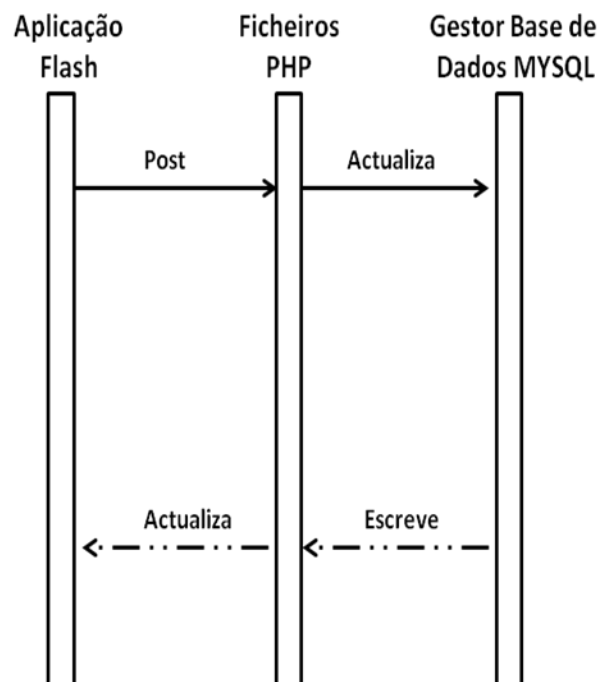 Aplicação
Flash
Ficheiros
PHP
Gestor Base de
Dados MYSQL
Post
Actualiza
Actualiza
Escreve